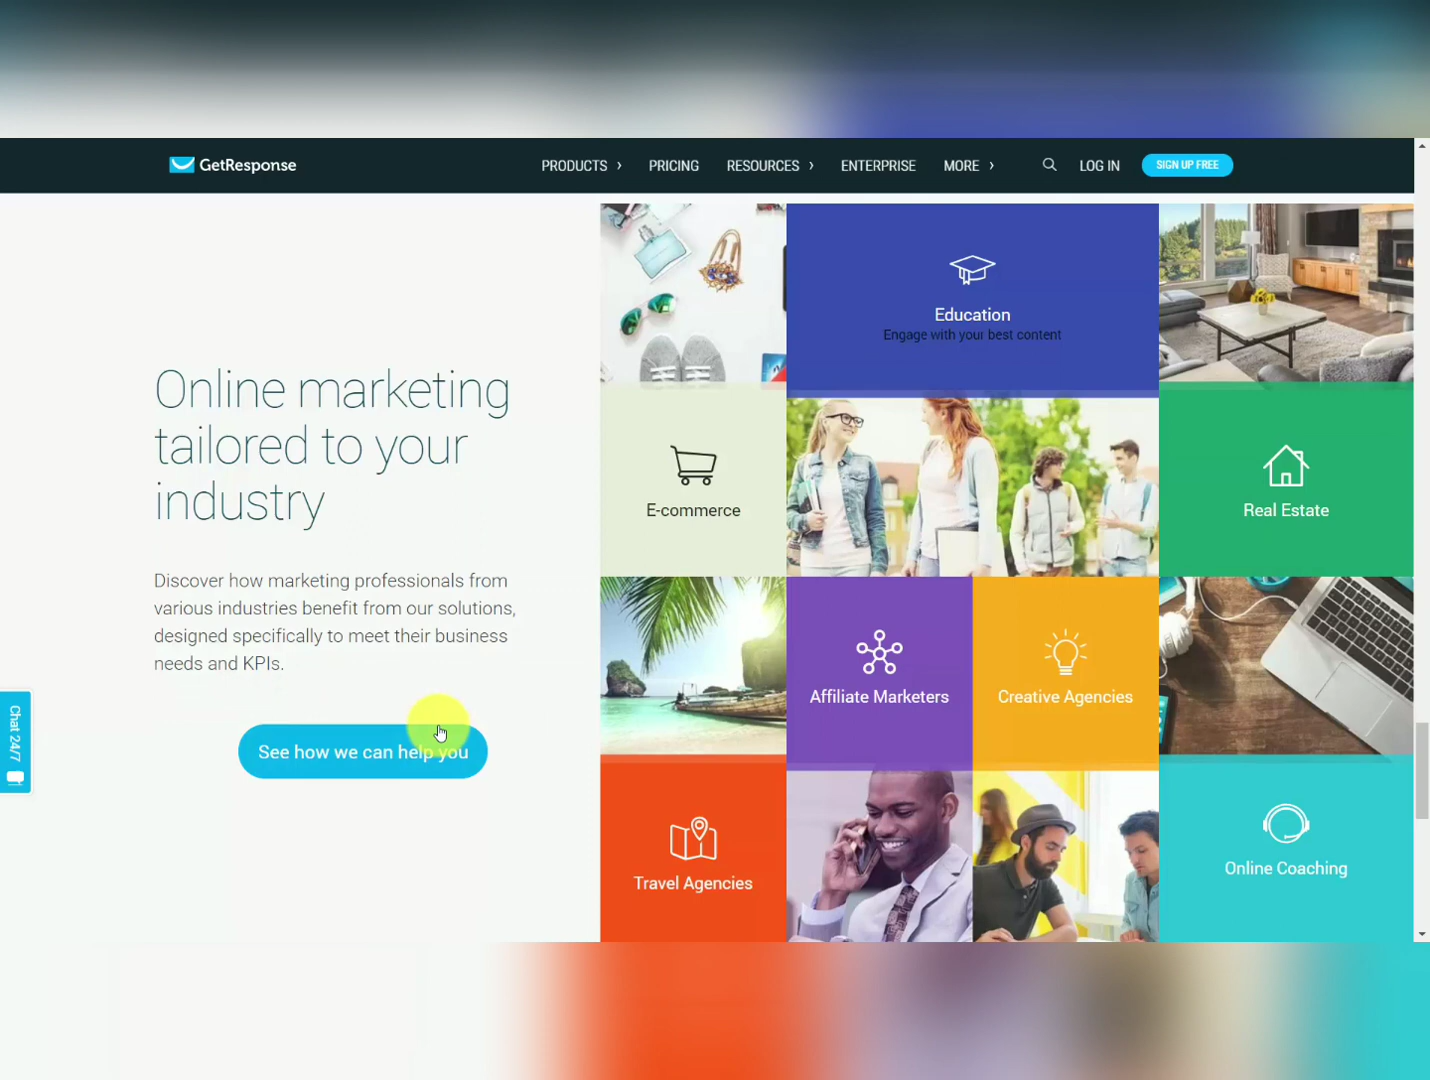 GetResponse
PRODUCTS
PRICING
RESOURCES
ENTERPRISE
MORE
LOG IN
SIGN UP FREE
Online marketing
tailored to your
industry
Discover how marketing professionals from
various industries benefit from our solutions,
designed specifically to meet their business
needs and KPIs.
See how we can help you
Chat 24/7
Education
Engage with your best content
E-commerce
Real Estate
Affiliate Marketers
Creative Agencies
Travel Agencies
Online Coaching